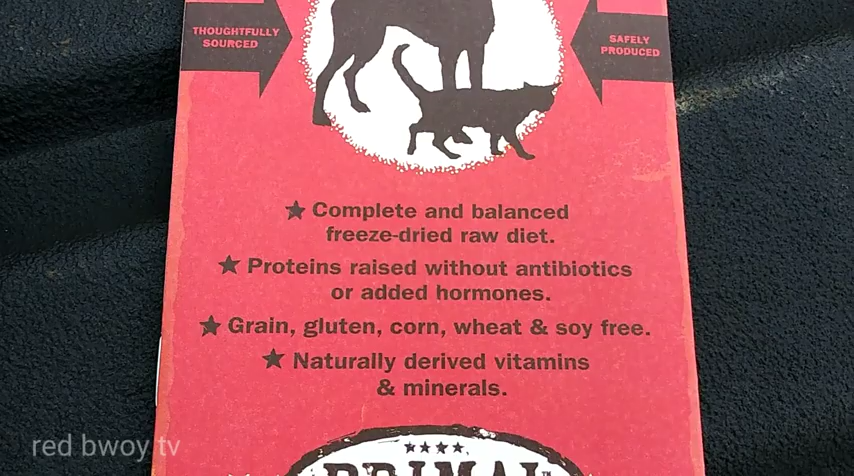 THOUGHTFULLY
SOURCED
SAFELY
PRODUCED
★ Complete and balanced
freeze-dried raw diet.
★ Proteins raised without antibiotics
or added hormones.
★ Grain, gluten, corn, wheat & soy free.
★ Naturally derived vitamins
& minerals.
PRIMAL
red bwoy tv